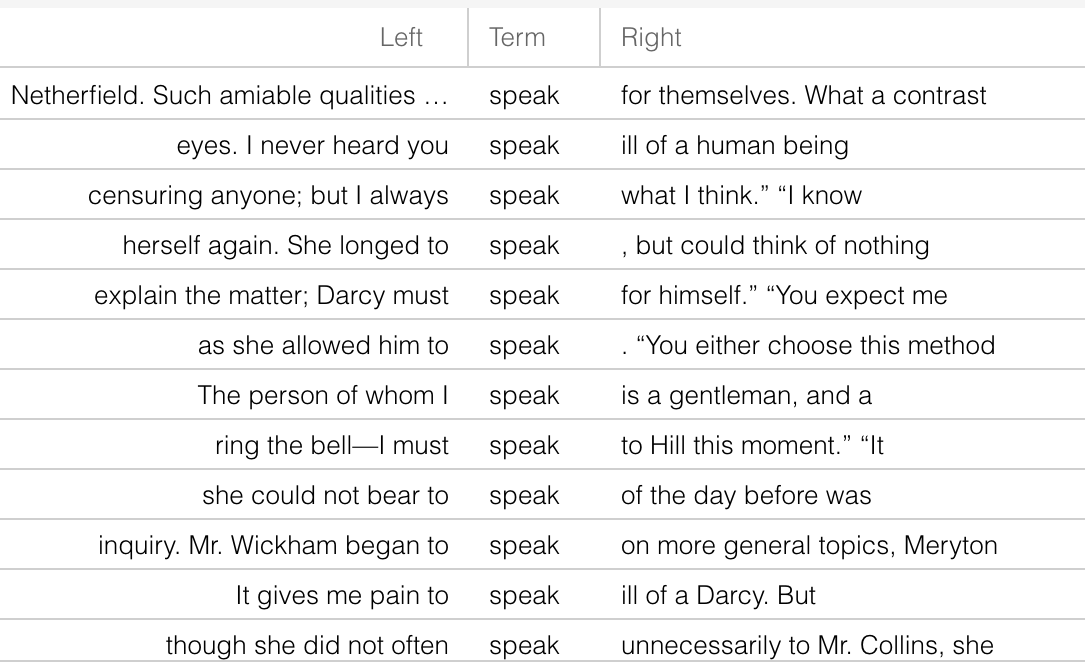 Left Term Right
Netherfield. Such amiable qualities … speak for themselves. What a contrast
eyes. I never heard you speak ill of a human being
censuring anyone; but I always speak what I think.” “I know
herself again. She longed to speak , but could think of nothing
explain the matter; Darcy must speak for himself.” “You expect me
as she allowed him to speak . “You either choose this method
The person of whom I speak is a gentleman, and a
ring the bell—I must speak to Hill this moment.” “It
she could not bear to speak of the day before was
inquiry. Mr. Wickham began to speak on more general topics, Meryton
It gives me pain to speak ill of a Darcy. But
though she did not often speak unnecessarily to Mr. Collins, she